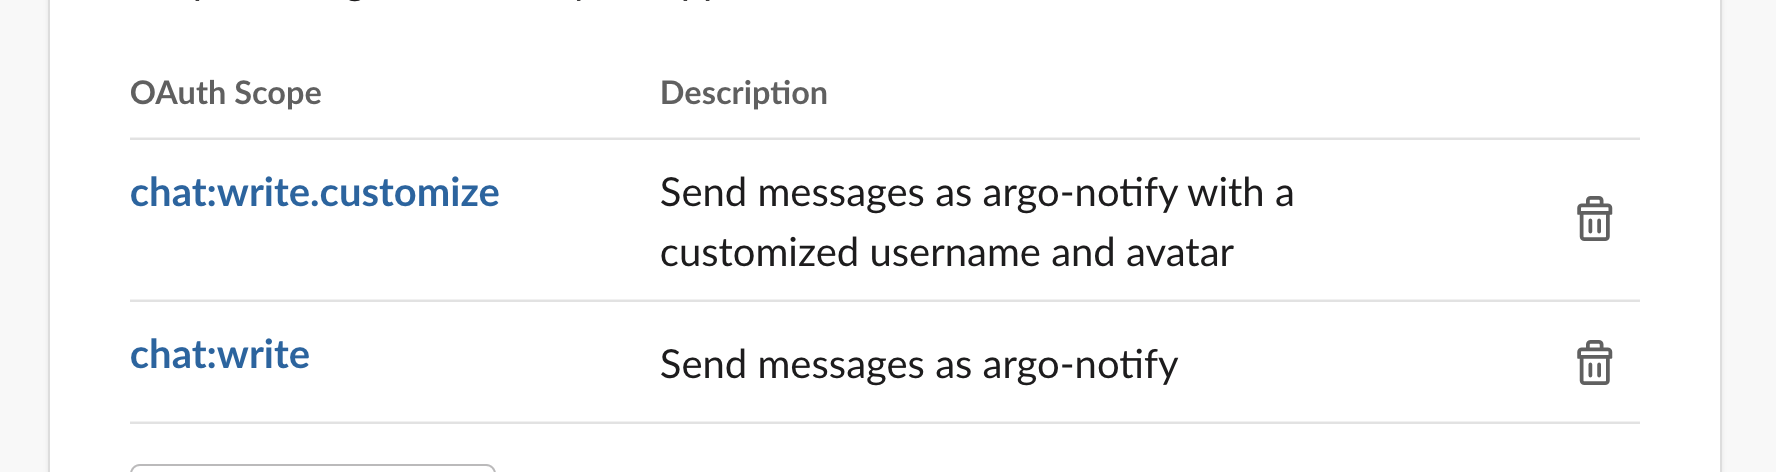 OAuth Scope
Description
chat:write.customize
Send messages as argo-notify with a
customized username and avatar
chat:write
Send messages as argo-notify